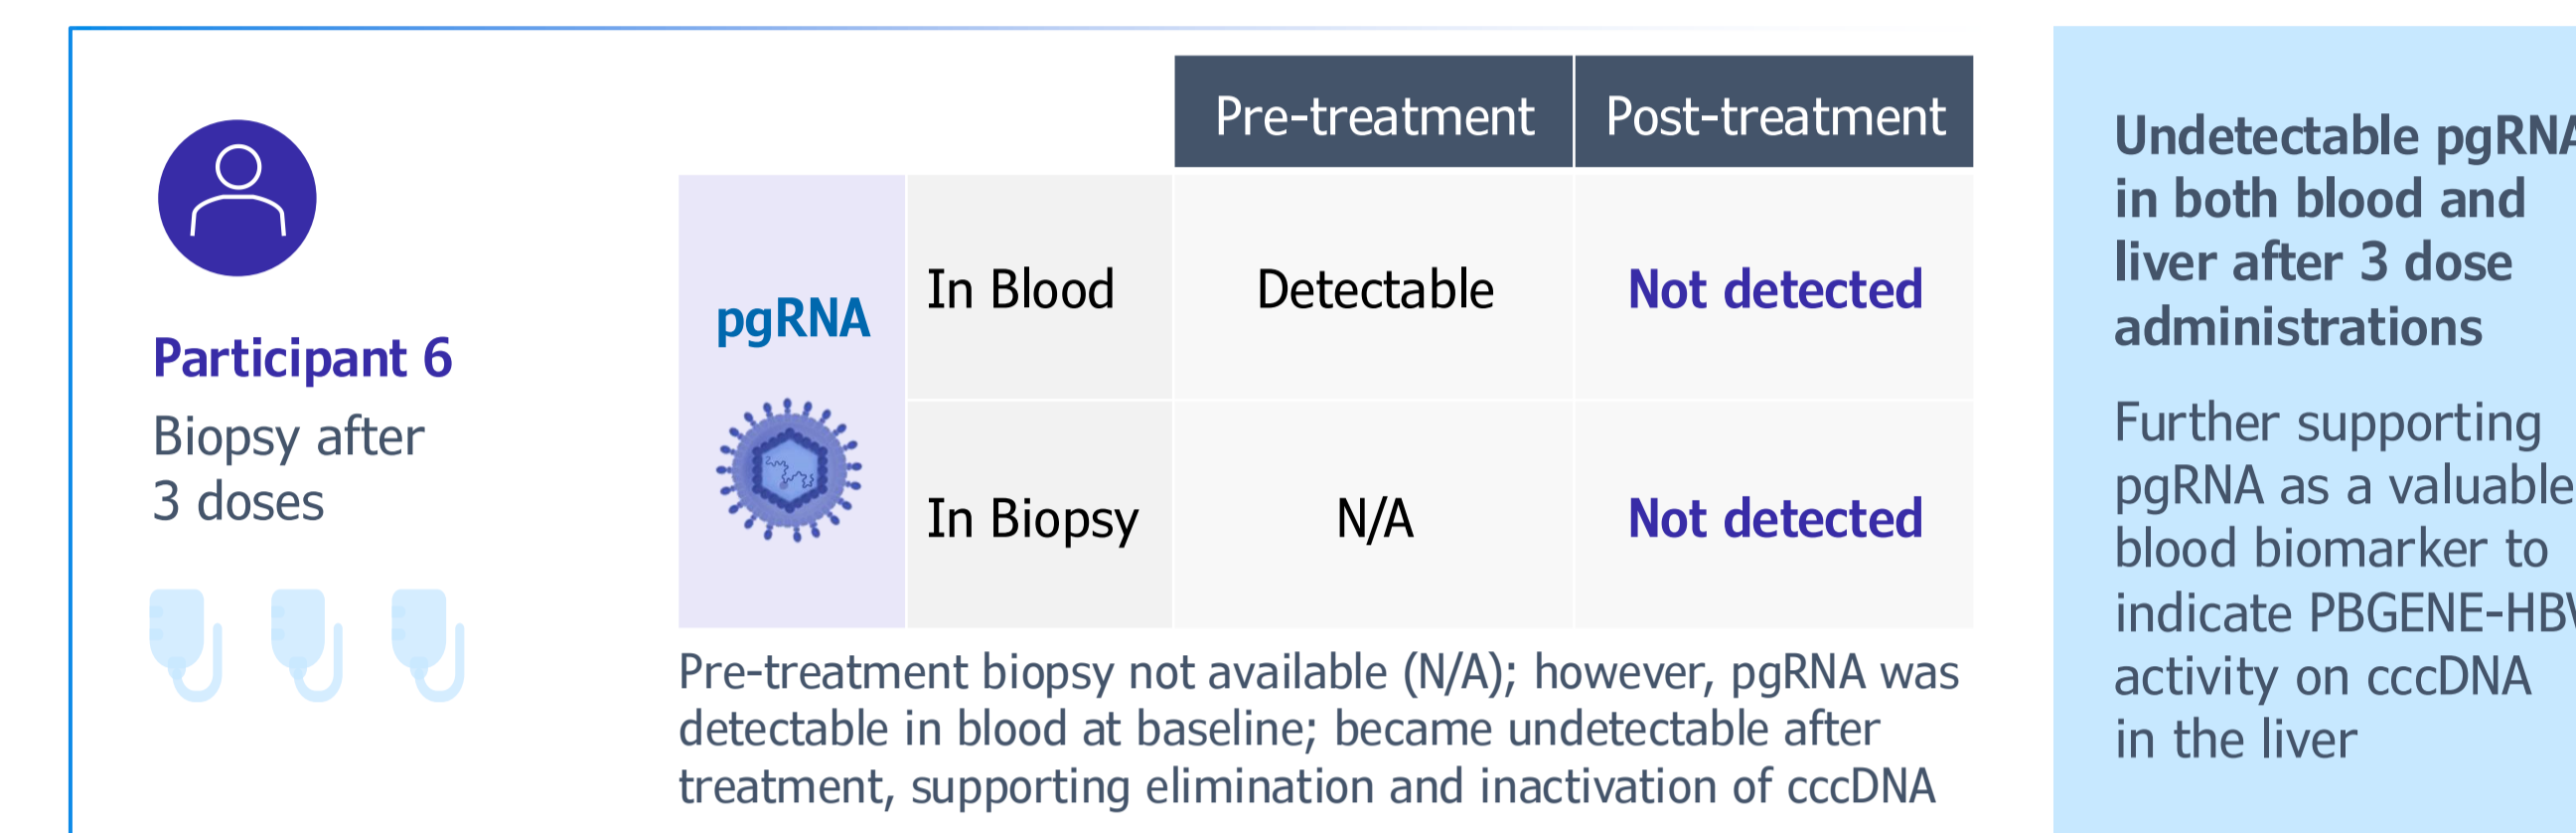 Pre-treatment Post-treatment
Participant 6
Biopsy after
3 doses
pgRNA
In Blood Detectable Not detected
In Biopsy N/A Not detected
Pre-treatment biopsy not available (N/A); however, pgRNA was
detectable in blood at baseline; became undetectable after
treatment, supporting elimination and inactivation of cccDNA
Undetectable pgRNA
in both blood and
liver after 3 dose
administrations
Further supporting
pgRNA as a valuable
blood biomarker to
indicate PBGENE-HBV
activity on cccDNA
in the liver